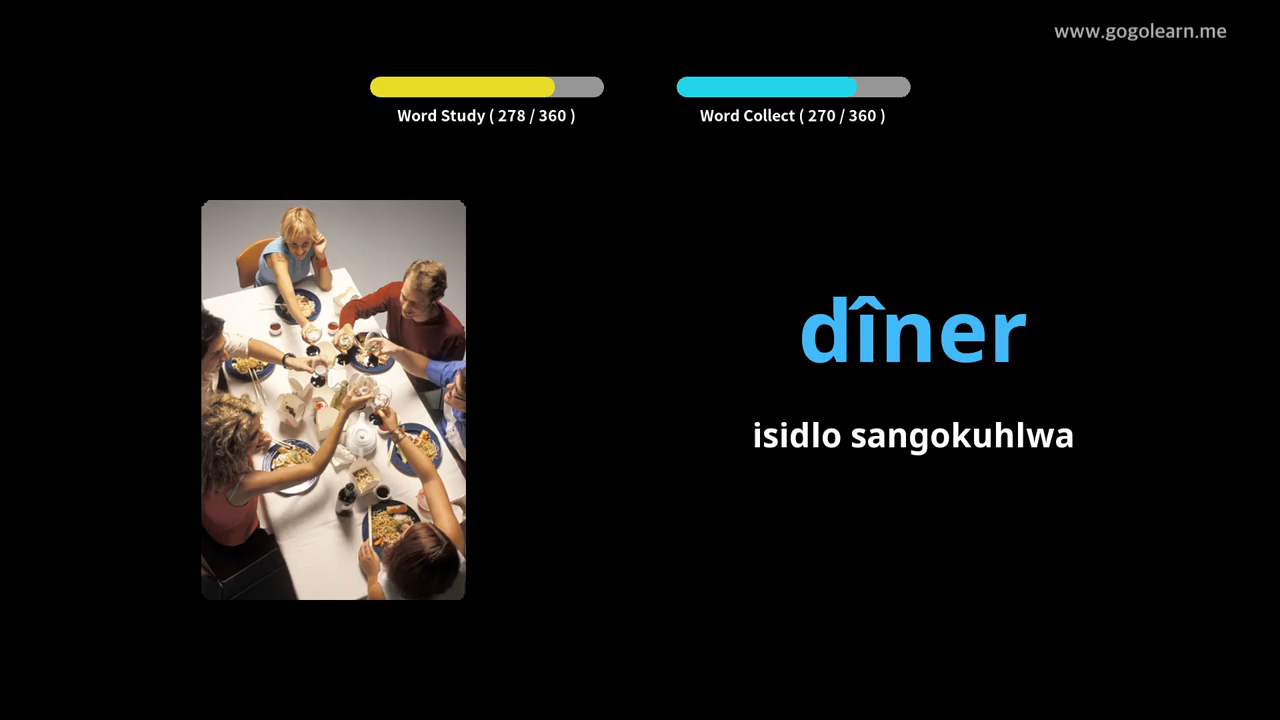 www.gogolearn.me
Word Study ( 278 / 360 )
Word Collect ( 270 / 360 )
dîner
isidlo sangokuhlwa